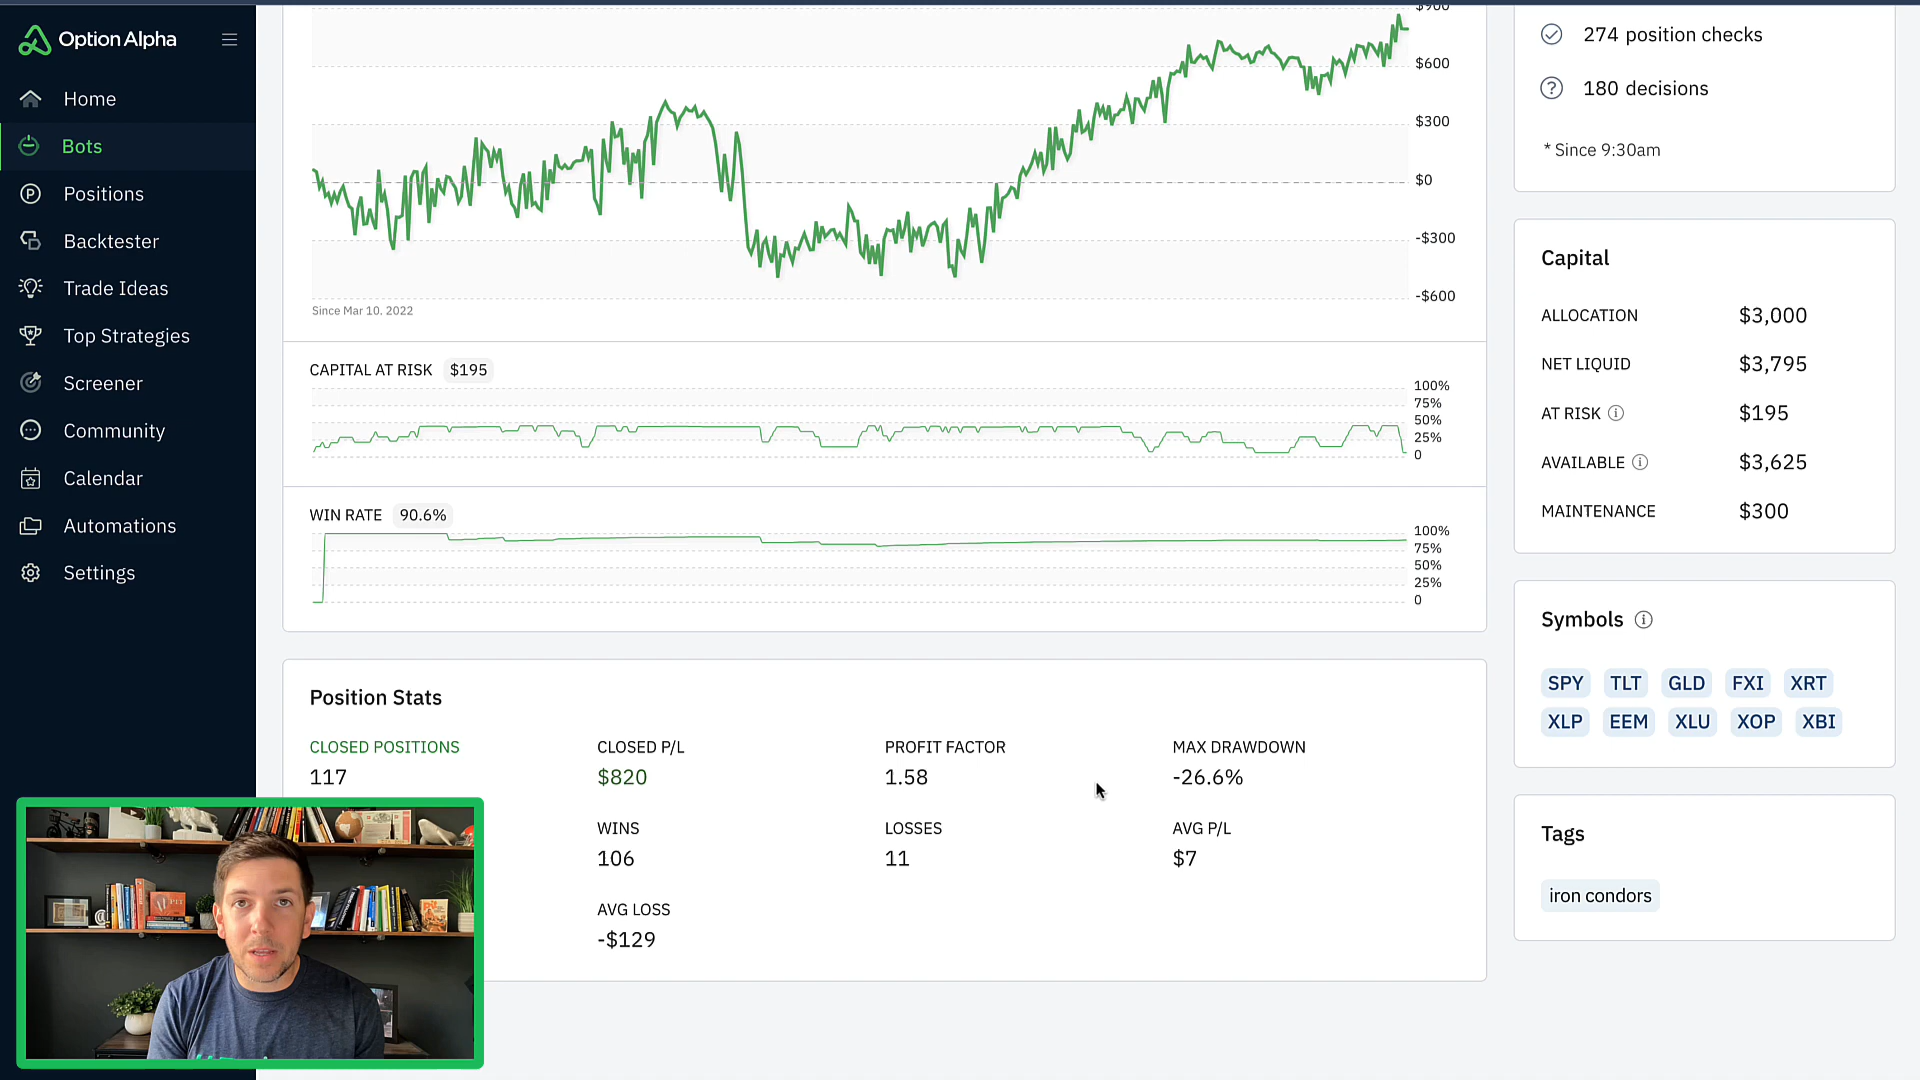 Option Alpha
Home
Bots
Positions
Backtester
Trade Ideas
Top Strategies
Screener
Community
Calendar
Automations
Settings
$900
$600
$300
$0
-$300
-$600
Since Mar 10. 2022
CAPITAL AT RISK $195
100%
75%
50%
25%
0
WIN RATE 90.6%
100%
75%
50%
25%
0
Position Stats
CLOSED POSITIONS
117
CLOSED P/L
$820
PROFIT FACTOR
1.58
MAX DRAWDOWN
-26.6%
WINS
106
LOSSES
11
AVG P/L
$7
AVG LOSS
-$129
274 position checks
180 decisions
* Since 9:30am
Capital
ALLOCATION $3,000
NET LIQUID $3,795
AT RISK $195
AVAILABLE $3,625
MAINTENANCE $300
Symbols
SPY TLT GLD FXI XRT
XLP EEM XLU XOP XBI
Tags
iron condors